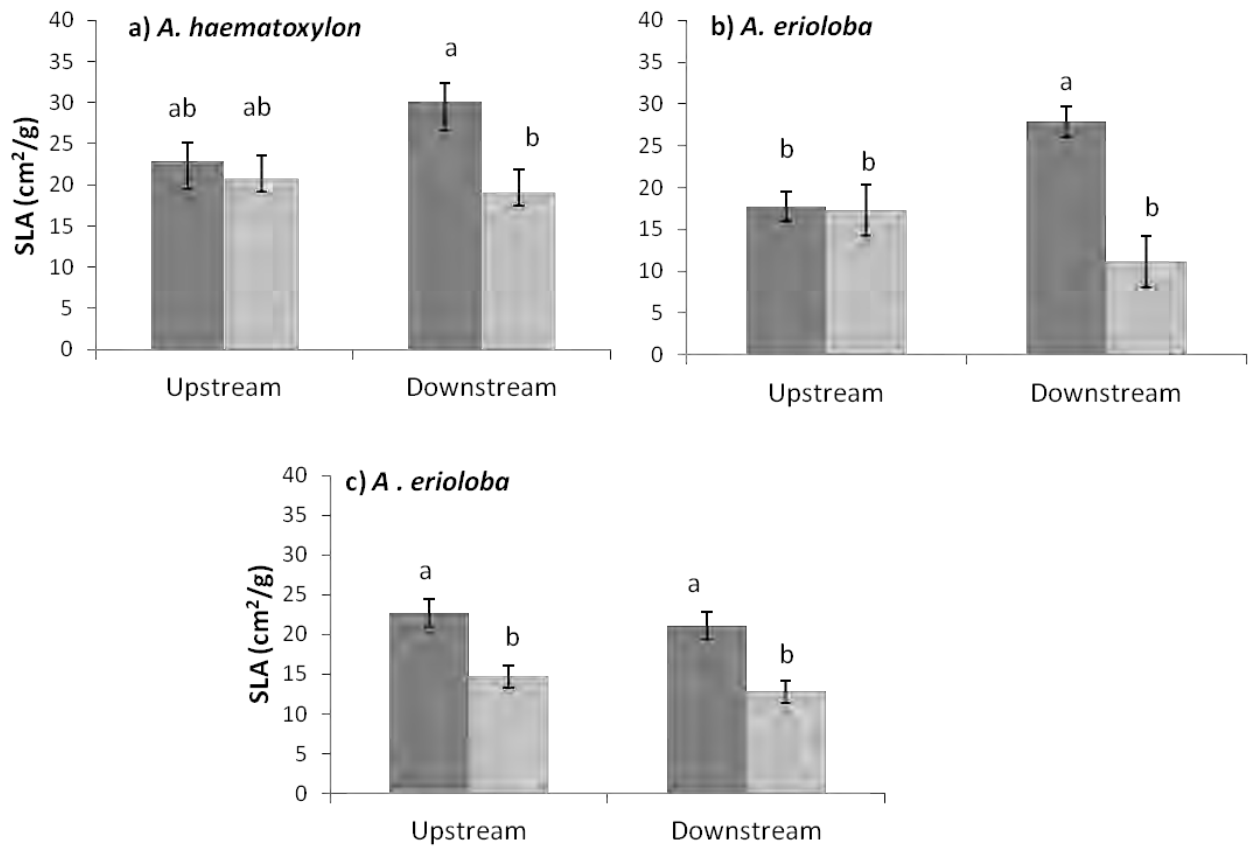 a) A. haematoxylon
40
35
30
25
20
15
10
5
0
SLA (cm²/g)
ab
ab
a
b
Upstream
Downstream
b) A. erioloba
40
35
30
25
20
15
10
5
0
b
b
a
b
Upstream
Downstream
c) A . erioloba
40
35
30
25
20
15
10
5
0
SLA (cm²/g)
a
b
a
b
Upstream
Downstream